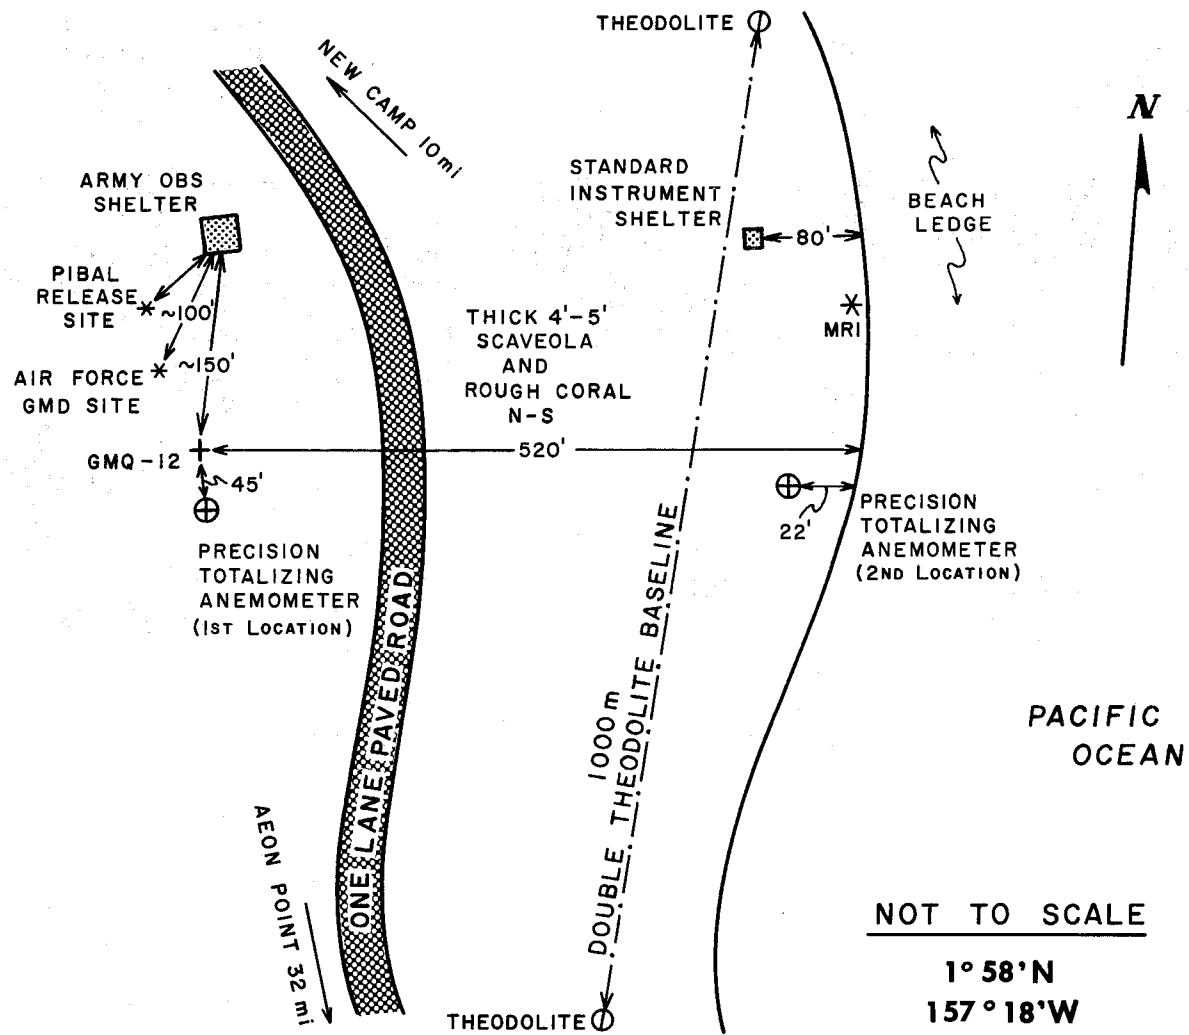 THEODOLITE
NEW CAMP 10mi
N
ARMY OBS
SHELTER
STANDARD
INSTRUMENT
SHELTER
80'
BEACH
LEDGE
PIBAL
RELEASE
SITE
~100'
MRI
THICK 4'-5'
SCAVEOLA
AND
ROUGH CORAL
N-S
~150'
AIR FORCE
GMD SITE
GMQ-12
520'
45'
22'
PRECISION
TOTALIZING
ANEMOMETER
(2ND LOCATION)
PRECISION
TOTALIZING
ANEMOMETER
(1ST LOCATION)
ONE LANE PAVED ROAD
1000m
DOUBLE THEODOLITE BASELINE
PACIFIC
OCEAN
AEON POINT 32 mi
NOT TO SCALE
1° 58'N
157° 18'W
THEODOLITE